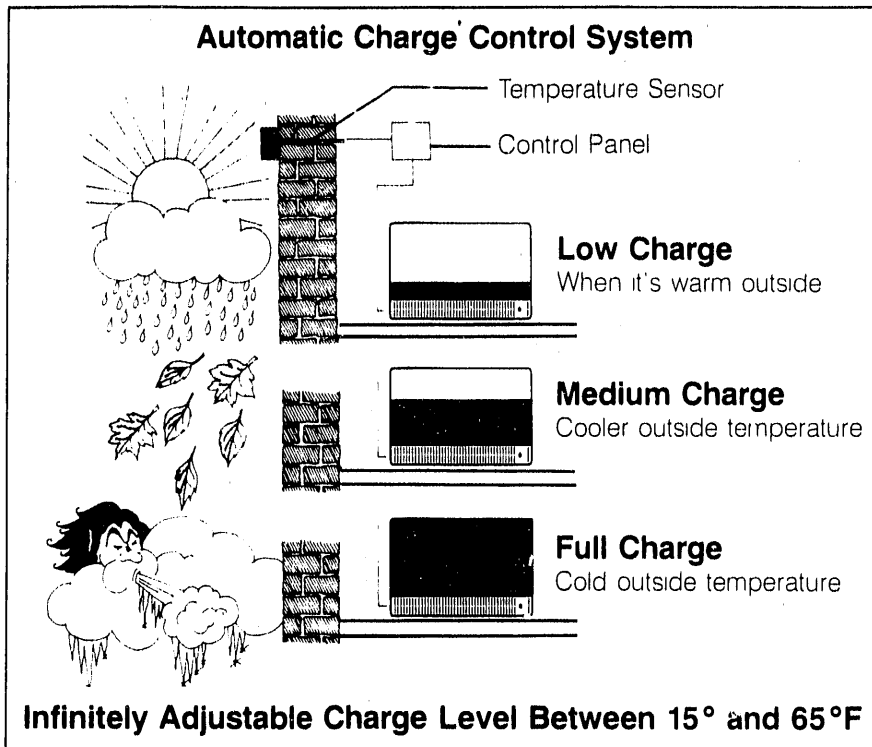 Automatic Charge Control System
Temperature Sensor
Control Panel
Low Charge
When it's warm outside
Medium Charge
Cooler outside temperature
Full Charge
Cold outside temperature
Infinitely Adjustable Charge Level Between 15° and 65°F